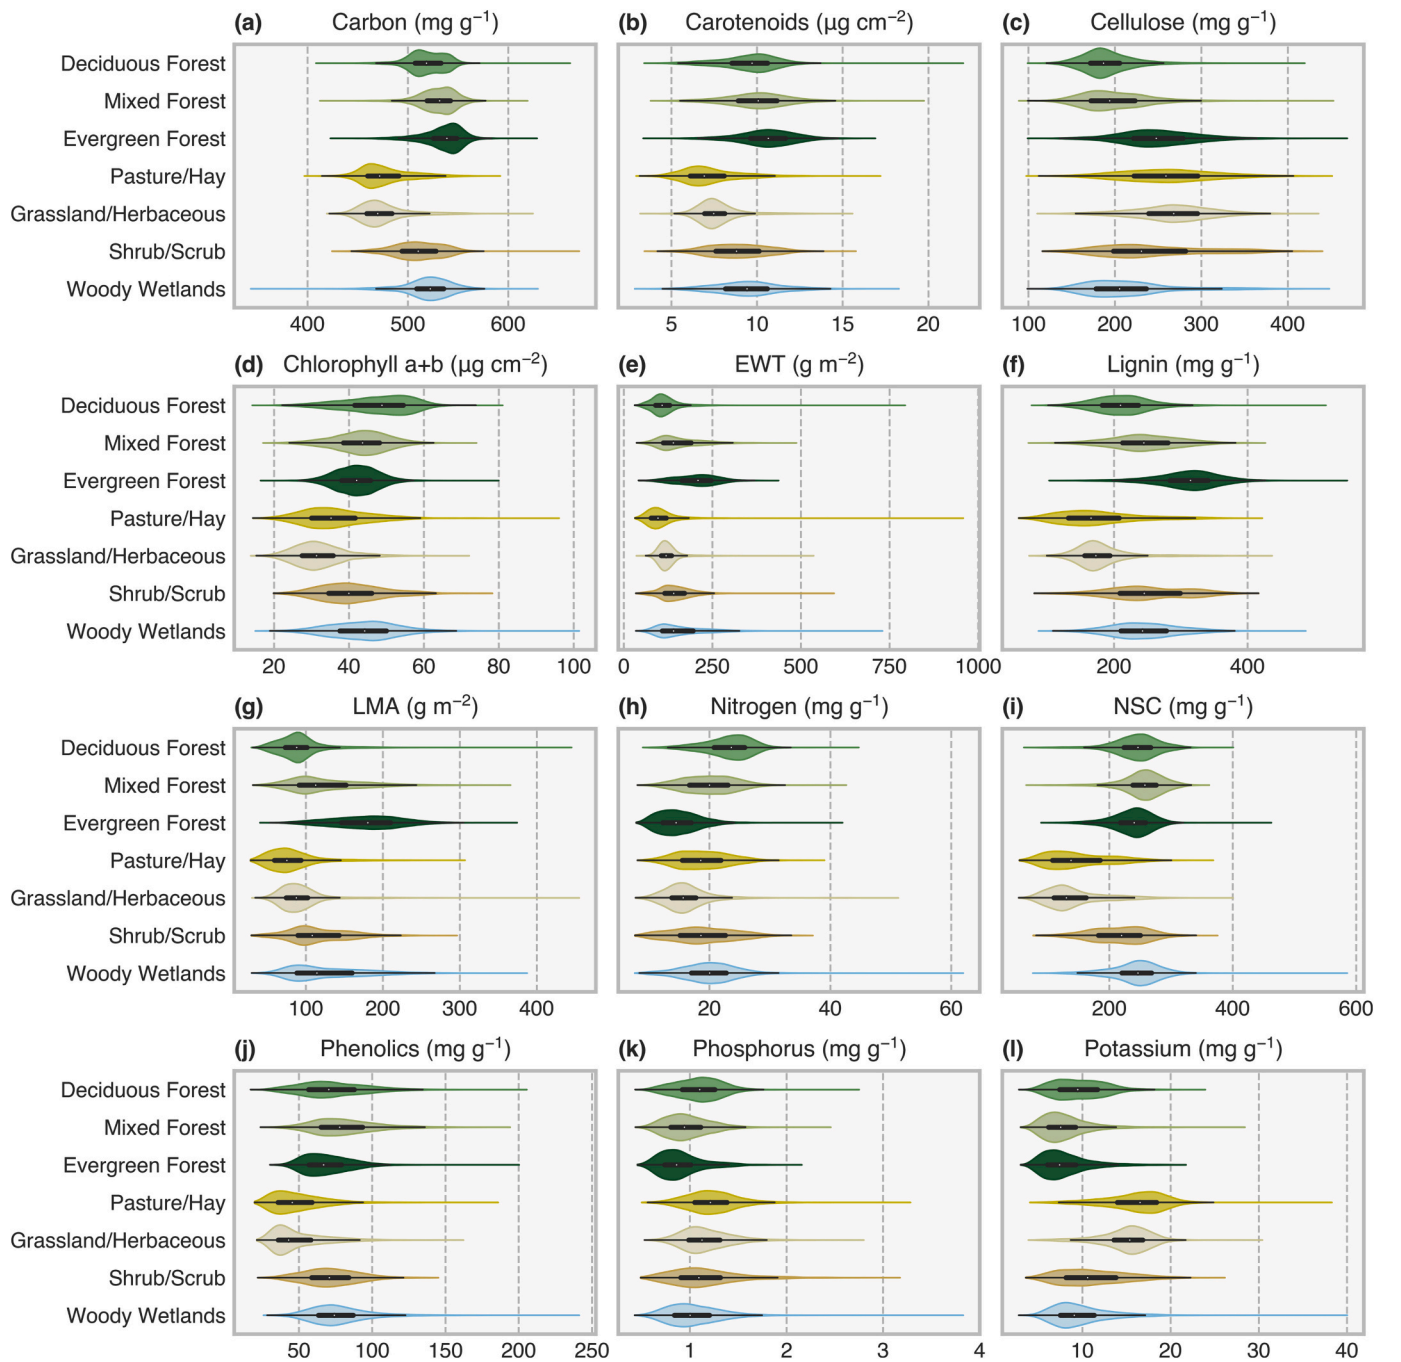 (a) Carbon (mg g⁻¹) (b) Carotenoids (µg cm⁻²) (c) Cellulose (mg g⁻¹)
Deciduous Forest
Mixed Forest
Evergreen Forest
Pasture/Hay
Grassland/Herbaceous
Shrub/Scrub
Woody Wetlands
400 500 600 5 10 15 20 100 200 300 400
(d) Chlorophyll a+b (µg cm⁻²) (e) EWT (g m⁻²) (f) Lignin (mg g⁻¹)
Deciduous Forest
Mixed Forest
Evergreen Forest
Pasture/Hay
Grassland/Herbaceous
Shrub/Scrub
Woody Wetlands
20 40 60 80 100 0 250 500 750 1000 200 400
(g) LMA (g m⁻²) (h) Nitrogen (mg g⁻¹) (i) NSC (mg g⁻¹)
Deciduous Forest
Mixed Forest
Evergreen Forest
Pasture/Hay
Grassland/Herbaceous
Shrub/Scrub
Woody Wetlands
100 200 300 400 20 40 60 200 400 600
(j) Phenolics (mg g⁻¹) (k) Phosphorus (mg g⁻¹) (l) Potassium (mg g⁻¹)
Deciduous Forest
Mixed Forest
Evergreen Forest
Pasture/Hay
Grassland/Herbaceous
Shrub/Scrub
Woody Wetlands
50 100 150 200 250 1 2 3 4 10 20 30 40